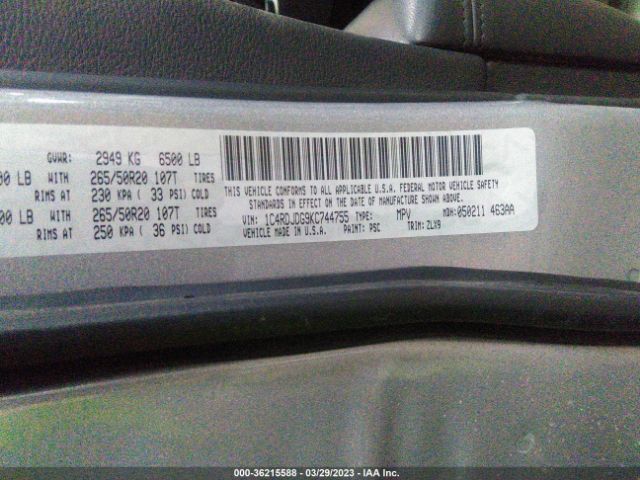 GVWR: 2949 KG 6500 LB
00 LB WITH 265/50R20 107T TIRES
RIMS AT 230 KPA ( 33 PSI) COLD
00 LB WITH 265/50R20 107T TIRES
RIMS AT 250 KPA ( 36 PSI) COLD
THIS VEHICLE CONFORMS TO ALL APPLICABLE U.S.A. FEDERAL MOTOR VEHICLE SAFETY
STANDARDS IN EFFECT ON THE DATE OF MANUFACTURE SHOWN ABOVE.
VIN: 1C4RDJDG9KC744755 TYPE: MPV MDH: 050211 463AA
VEHICLE MADE IN U.S.A. PAINT: PSC TRIM: ZLX9
000-36215588 / 03/29/2023 - IAA Inc.